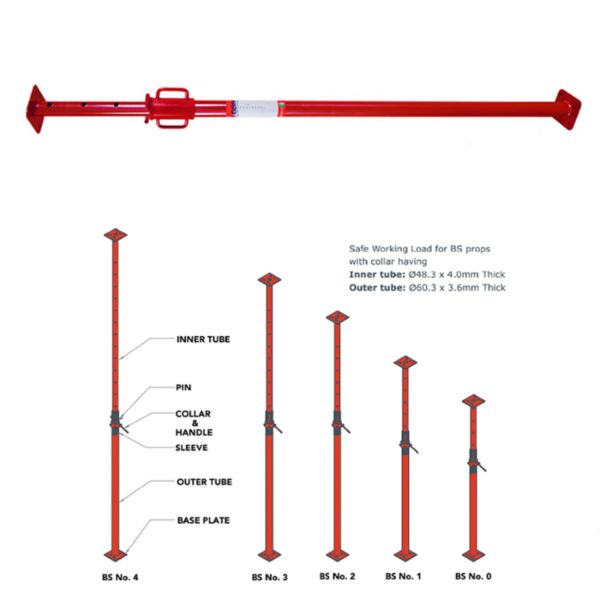 Safe Working Load for BS props
with collar having
Inner tube: Ø48.3 x 4.0mm Thick
Outer tube: Ø60.3 x 3.6mm Thick
INNER TUBE
PIN
COLLAR
&
HANDLE
SLEEVE
OUTER TUBE
BASE PLATE
BS No. 4
BS No. 3
BS No. 2
BS No. 1
BS No. 0